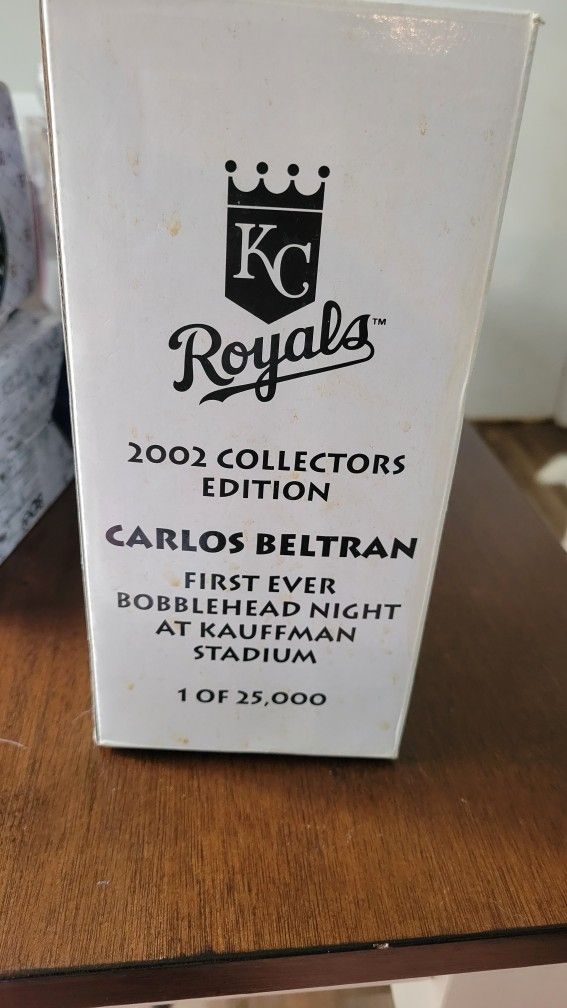 KC
Royals™
2002 COLLECTORS
EDITION
CARLOS BELTRAN
FIRST EVER
BOBBLEHEAD NIGHT
AT KAUFFMAN
STADIUM
1 OF 25,000